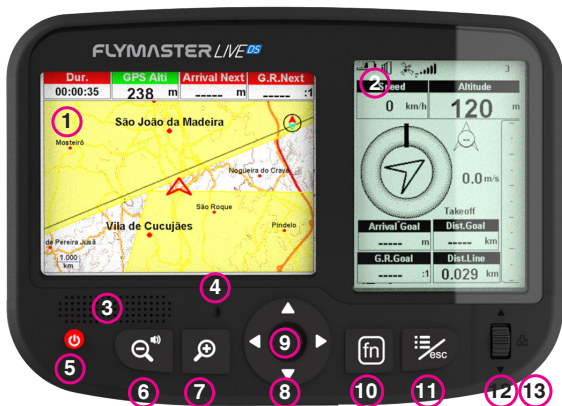 FLYMASTER LIVE DS
Dur. GPS Alti Arrival Next G.R.Next
00:00:35 238 m ----- m ----- :1
1
São João da Madeira
Mosteirô
Nogueira do Cravo
São Roque
Vila de Cucujães
Pindelo
de Pereira Jusã
1.000
km
3
2
Speed Altitude
0 km/h 120 m
--
0.0 m/s
Takeoff
Arrival Goal Dist.Goal
----- m ----- km
G.R.Goal Dist.Line
----- :1 0.029 km
3
4
5
6
7
8
9
fn
esc
10
11
12 13